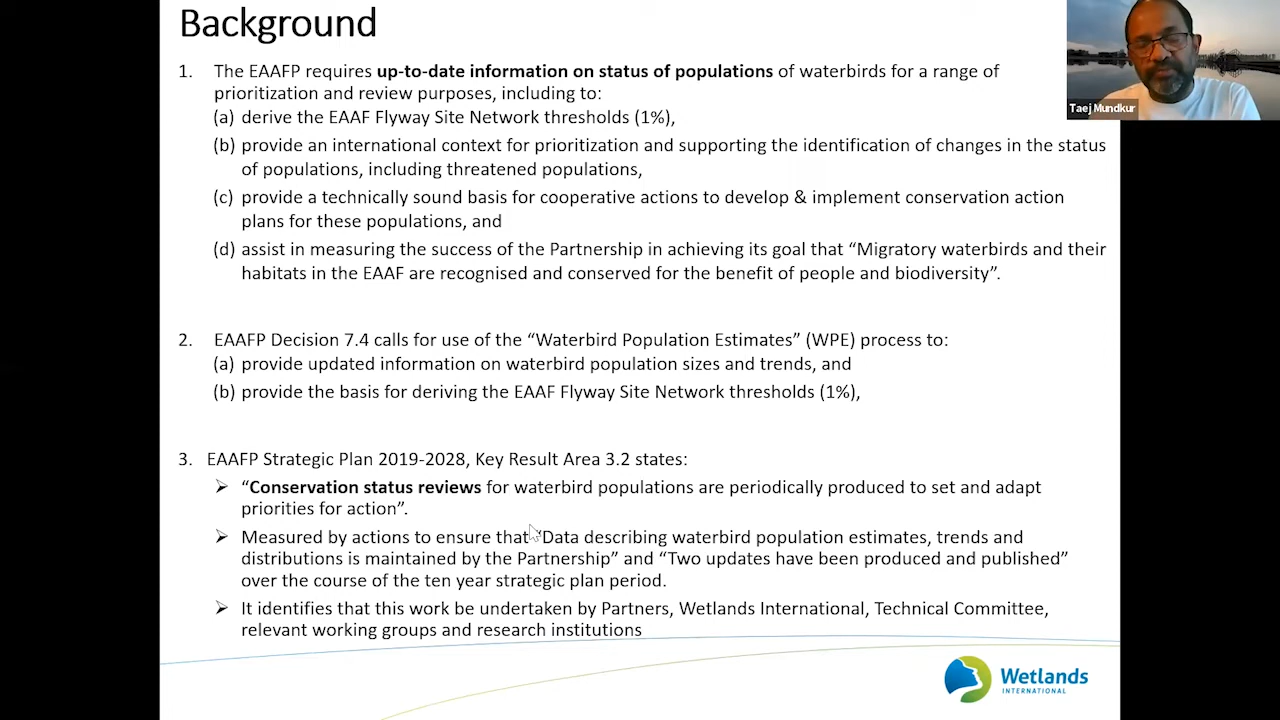 Background
1. The EAAFP requires up-to-date information on status of populations of waterbirds for a range of
prioritization and review purposes, including to:
(a) derive the EAAF Flyway Site Network thresholds (1%),
(b) provide an international context for prioritization and supporting the identification of changes in the status
of populations, including threatened populations,
(c) provide a technically sound basis for cooperative actions to develop & implement conservation action
plans for these populations, and
(d) assist in measuring the success of the Partnership in achieving its goal that “Migratory waterbirds and their
habitats in the EAAF are recognised and conserved for the benefit of people and biodiversity”.
2. EAAFP Decision 7.4 calls for use of the “Waterbird Population Estimates” (WPE) process to:
(a) provide updated information on waterbird population sizes and trends, and
(b) provide the basis for deriving the EAAF Flyway Site Network thresholds (1%),
3. EAAFP Strategic Plan 2019-2028, Key Result Area 3.2 states:
➢ “Conservation status reviews for waterbird populations are periodically produced to set and adapt
priorities for action”.
➢ Measured by actions to ensure that “Data describing waterbird population estimates, trends and
distributions is maintained by the Partnership” and “Two updates have been produced and published”
over the course of the ten year strategic plan period.
➢ It identifies that this work be undertaken by Partners, Wetlands International, Technical Committee,
relevant working groups and research institutions
Taej Mundkur
Wetlands
INTERNATIONAL